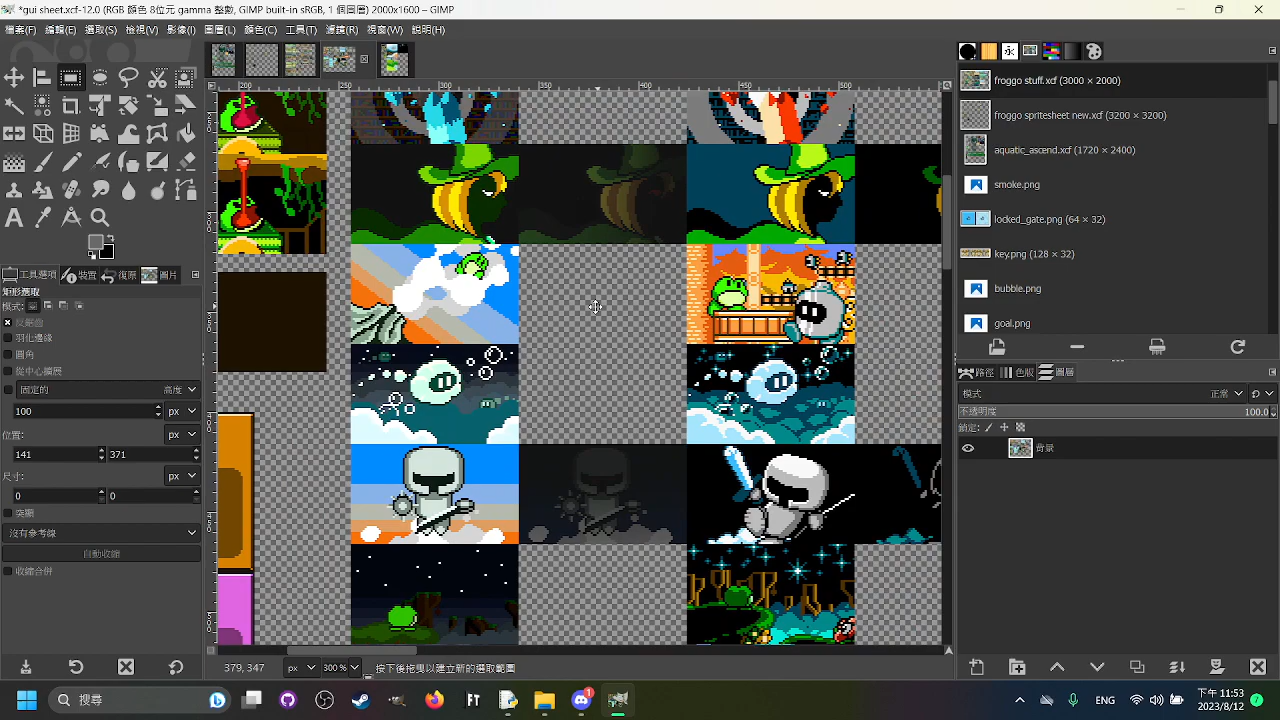 *gui sheet.xcf-12.0 (RGB 顏色 8位元 gamma 整數, GIMP built-in sRGB, 1 個圖層) 2000x1600 – GIMP
檔案(F) 編輯(E) 選取(S) 檢視(V) 影像(I) 圖層(L) 色彩(C) 工具(T) 濾鏡(R) 視窗(W) 說明(H)
200 250 300 350 400 450 500
工具選項 裝置 復原 圖片
模式:
反鋸齒
羽化邊緣
圓角
從中心擴展
固定的 高度
100 px
位置: px
141 371
尺寸: px
0 0
突顯
沒有參考線
自動收縮
收縮合併
froggo stuff.xcf (3000 × 2000)
froggo spritesheet new.xcf (3200 × 3200)
aquatic_ascend.xcf (1720 × 2400)
smoke.png
locked_gate.png (64 × 32)
key.png (128 × 32)
bubble.png
goal.png
路徑 色版 圖層
模式 正常
不透明度 100.0
鎖定:
背景
379, 347 px 300 % 按下後拖曳以建立新的選取範圍
搜尋
ENG
下午 11:53
2023/8/12